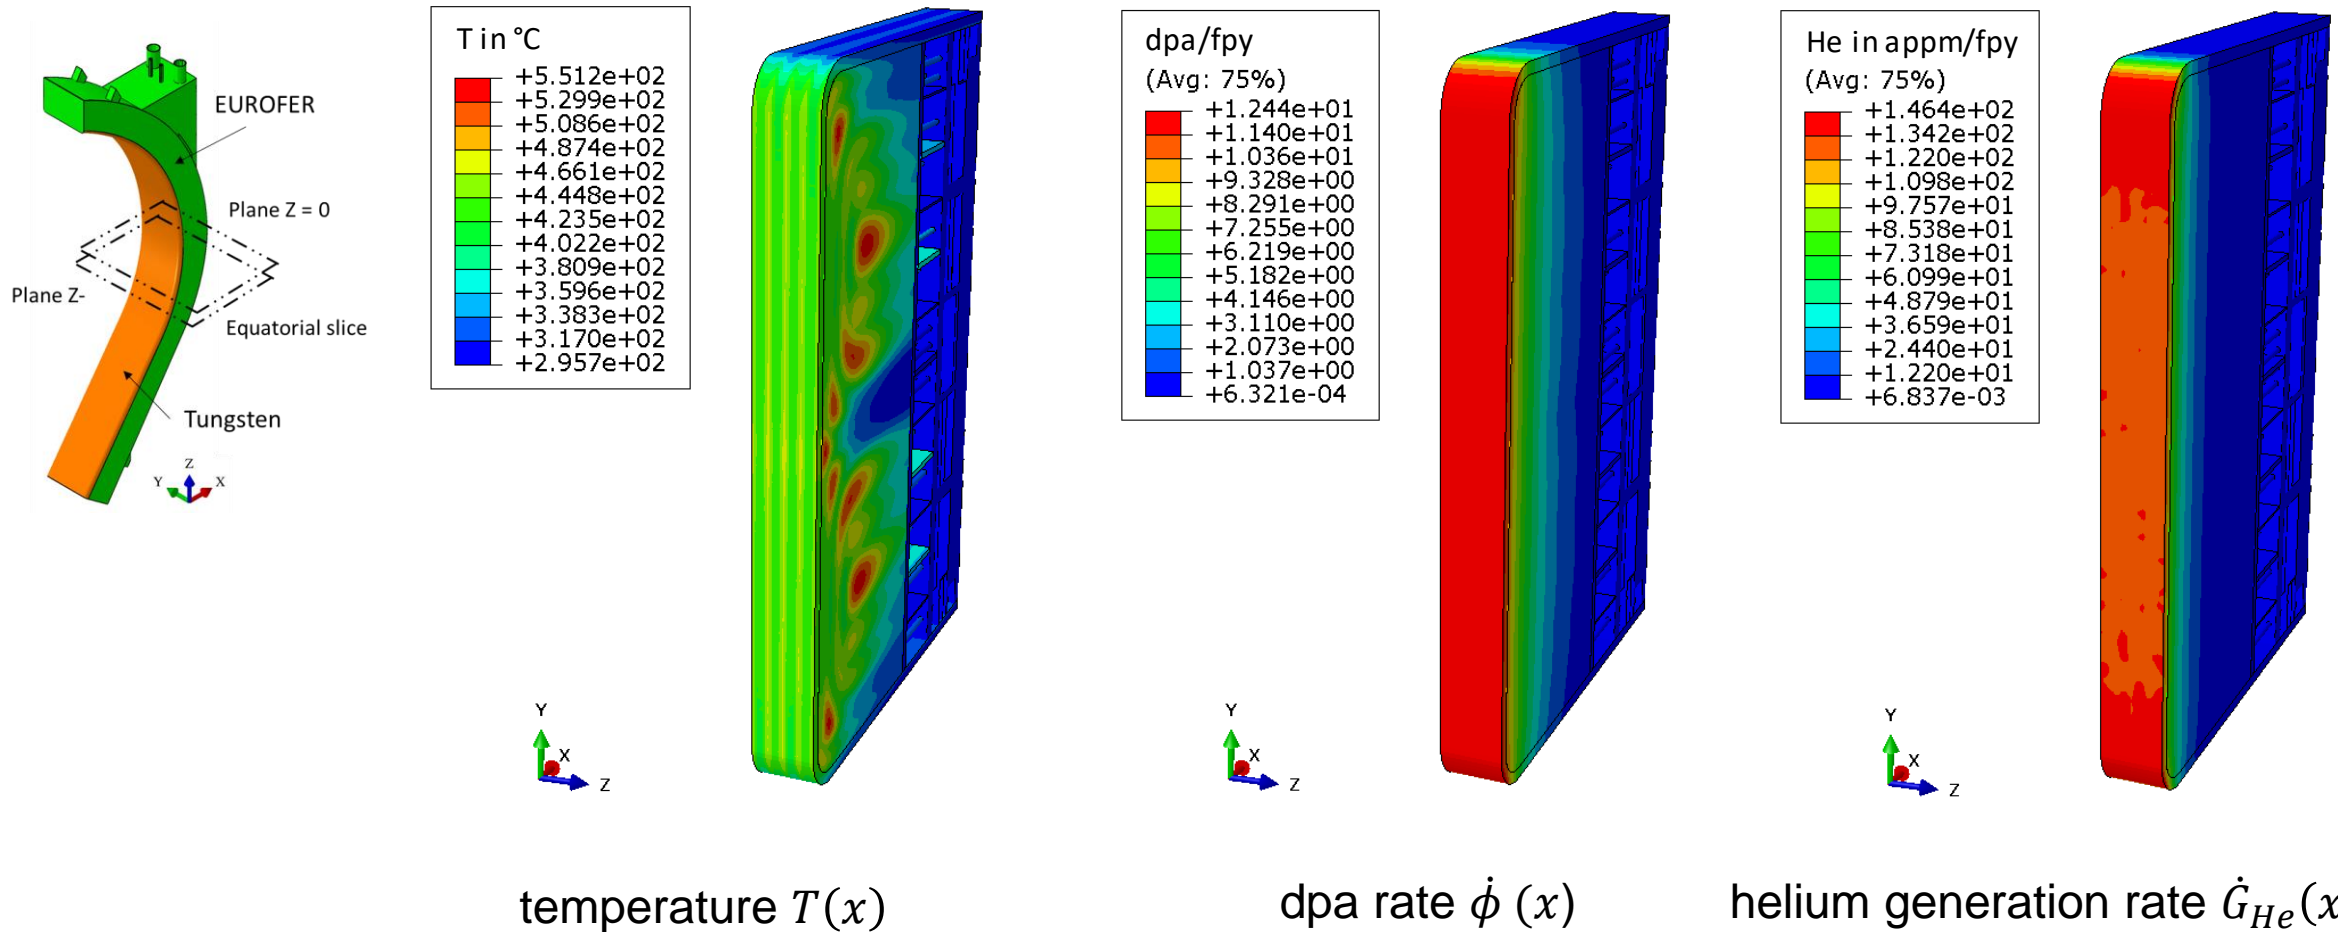 EUROFER
Plane Z = 0
Plane Z-
Equatorial slice
Tungsten
Z
Y
X
T in °C
+5.512e+02
+5.299e+02
+5.086e+02
+4.874e+02
+4.661e+02
+4.448e+02
+4.235e+02
+4.022e+02
+3.809e+02
+3.596e+02
+3.383e+02
+3.170e+02
+2.957e+02
Y
X
Z
temperature T(x)
dpa/fpy
(Avg: 75%)
+1.244e+01
+1.140e+01
+1.036e+01
+9.328e+00
+8.291e+00
+7.255e+00
+6.219e+00
+5.182e+00
+4.146e+00
+3.110e+00
+2.073e+00
+1.037e+00
+6.321e-04
Y
X
Z
dpa rate ϕ̇ (x)
He in appm/fpy
(Avg: 75%)
+1.464e+02
+1.342e+02
+1.220e+02
+1.098e+02
+9.757e+01
+8.538e+01
+7.318e+01
+6.099e+01
+4.879e+01
+3.659e+01
+2.440e+01
+1.220e+01
+6.837e-03
Y
X
Z
helium generation rate Ġ_He(x